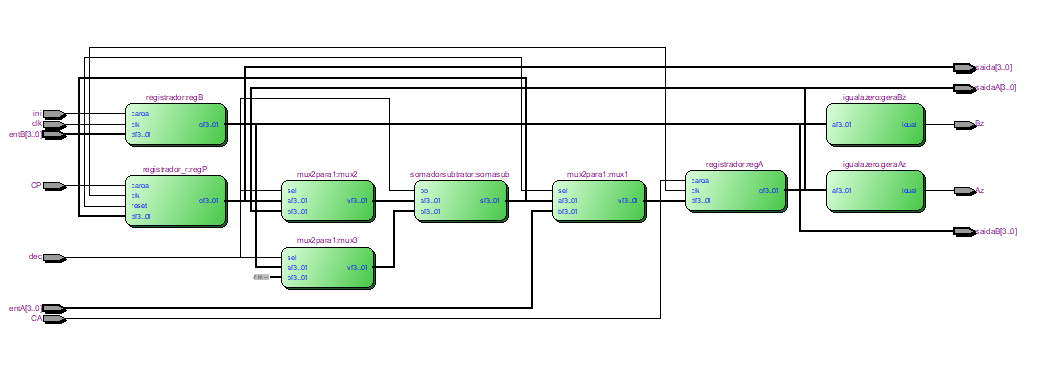 saida[3..0]
saidaA[3..0]
registrador:regB
igualazero:geraBz
ini
carga
clk
clk
q[3..0]
a[3..0]
igual
Bz
entB[3..0]
d[3..0]
registrador_r:regP
mux2para1:mux2
somadorsubtrator:somasub
mux2para1:mux1
registrador:regA
igualazero:geraAz
CP
carga
clk
reset
d[3..0]
q[3..0]
sel
a[3..0]
b[3..0]
y[3..0]
op
a[3..0]
b[3..0]
s[3..0]
sel
a[3..0]
b[3..0]
y[3..0]
carga
clk
d[3..0]
q[3..0]
a[3..0]
igual
Az
saidaB[3..0]
mux2para1:mux3
dec
sel
a[3..0]
b[3..0]
y[3..0]
entA[3..0]
CA